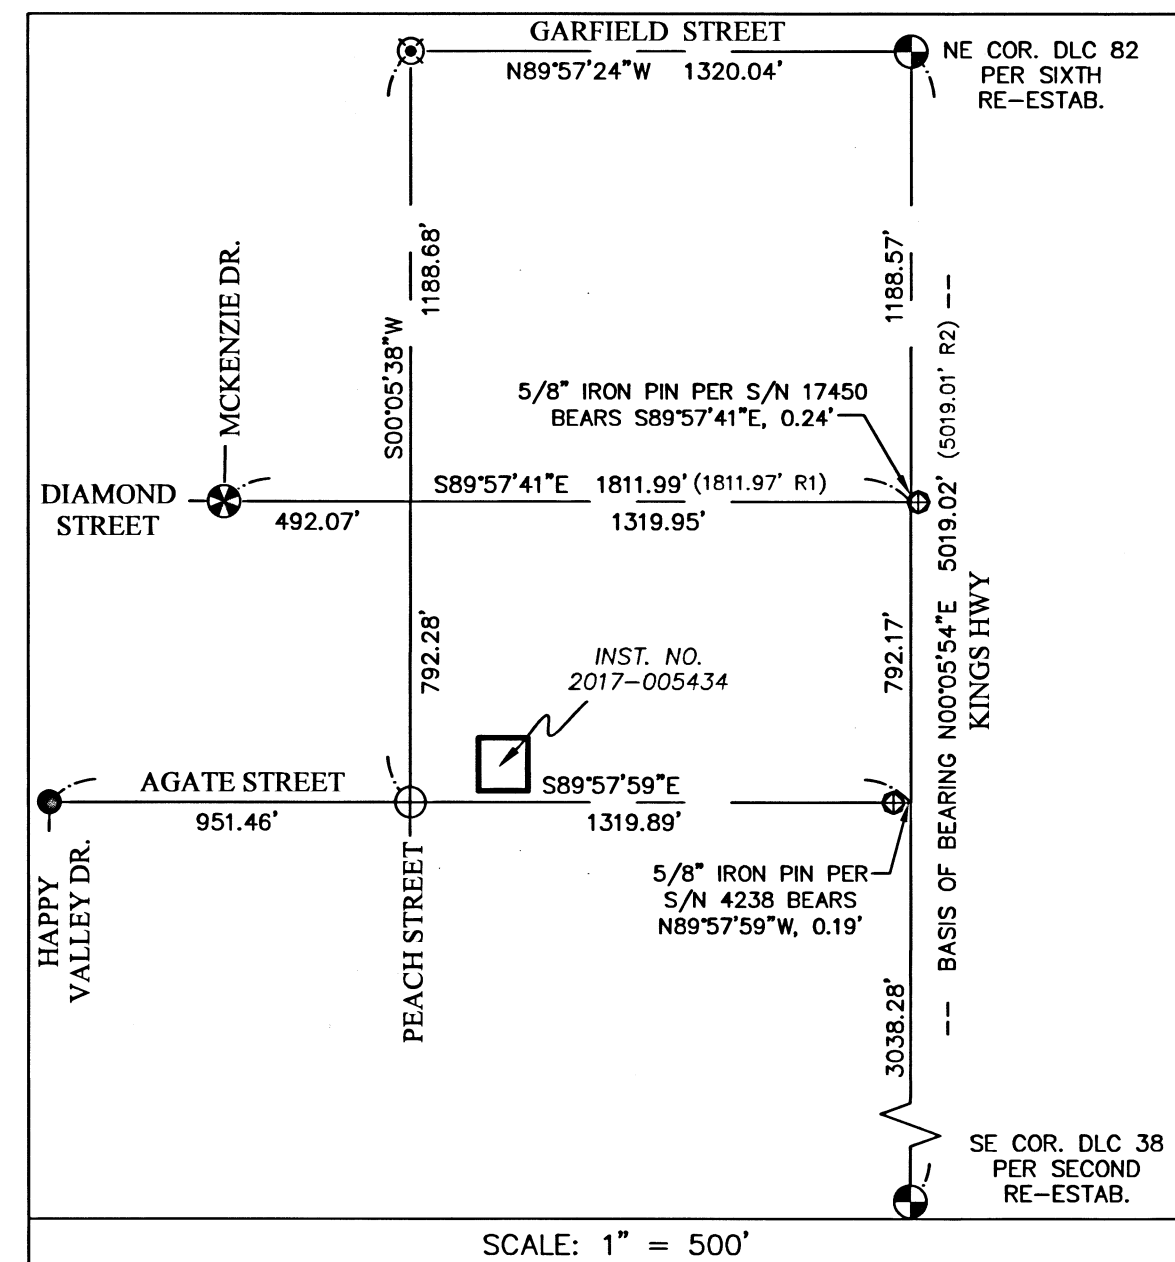 GARFIELD STREET
N89°57'24"W 1320.04'
NE COR. DLC 82
PER SIXTH
RE-ESTAB.
1188.68'
S00°05'38"W
1188.57'
MCKENZIE DR.
5/8" IRON PIN PER S/N 17450
BEARS S89°57'41"E, 0.24'
DIAMOND
STREET
S89°57'41"E 1811.99' (1811.97' R1)
492.07'
1319.95'
-- BASIS OF BEARING N00°05'54"E 5019.02' (5019.01' R2) --
KINGS HWY
792.28'
792.17'
INST. NO.
2017-005434
AGATE STREET
951.46'
S89°57'59"E
1319.89'
HAPPY
VALLEY DR.
PEACH STREET
5/8" IRON PIN PER
S/N 4238 BEARS
N89°57'59"W, 0.19'
3038.28'
SE COR. DLC 38
PER SECOND
RE-ESTAB.
SCALE: 1" = 500'